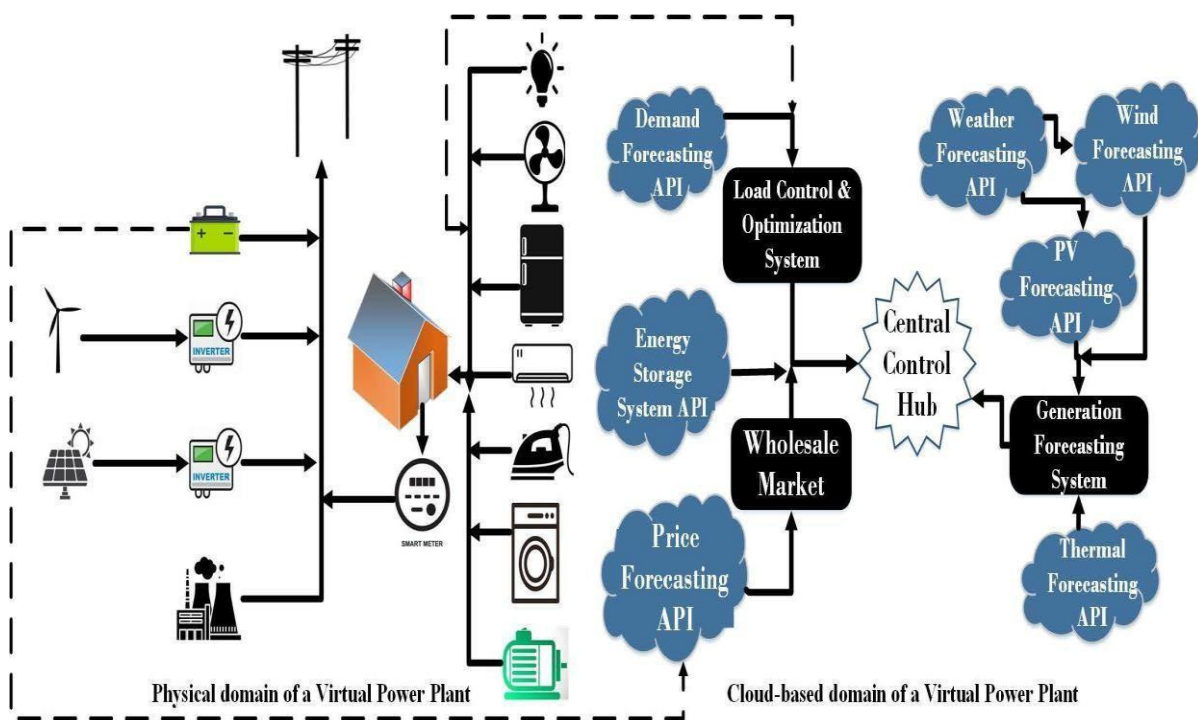 + -
INVERTER
INVERTER
SMART METER
Demand
Forecasting
API
Load Control &
Optimization
System
Energy
Storage
System API
Wholesale
Market
Price
Forecasting
API
Central
Control
Hub
Weather
Forecasting
API
Wind
Forecasting
API
PV
Forecasting
API
Generation
Forecasting
System
Thermal
Forecasting
API
Physical domain of a Virtual Power Plant
Cloud-based domain of a Virtual Power Plant